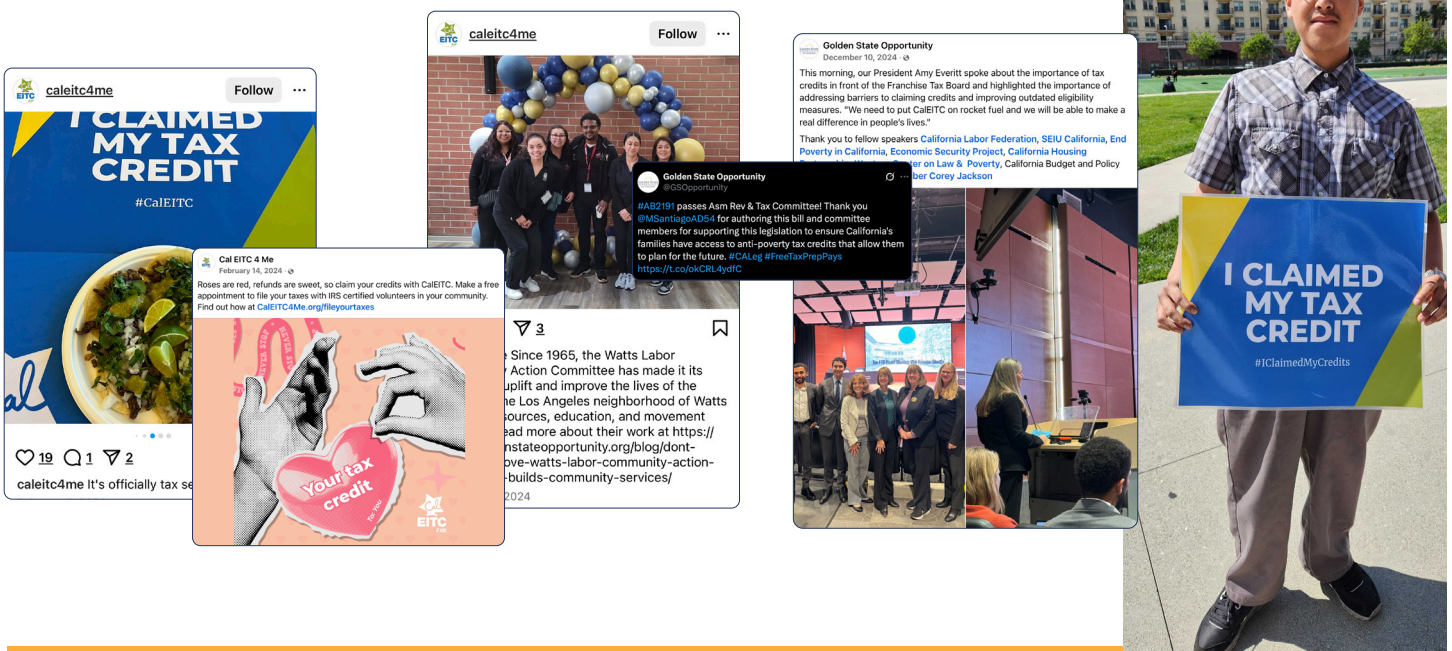 caleitc4me
Follow
I CLAIMED
MY TAX
CREDIT
#CalEITC
19 1 2
caleitc4me It's officially tax se
Cal EITC 4 Me
February 14, 2024
Roses are red, refunds are sweet, so claim your credits with CalEITC. Make a free
appointment to file your taxes with IRS certified volunteers in your community.
Find out how at CalEITC4Me.org/fileyourtaxes
NEVER STOP
Your tax
credit
To: You
Cal
EITC
caleitc4me
Follow
3
Since 1965, the Watts Labor
Action Committee has made it its
uplift and improve the lives of the
Los Angeles neighborhood of Watts
education, and movement
more about their work at https://
nstateopportunity.org/blog/dont-
ove-watts-labor-community-action-
-builds-community-services/
2024
Golden State Opportunity
@GSOpportunity
#AB2191 passes Asm Rev & Tax Committee! Thank you
@MSantiagoAD54 for authoring this bill and committee
members for supporting this legislation to ensure California's
families have access to anti-poverty tax credits that allow them
to plan for the future. #CALeg #FreeTaxPrepPays
https://t.co/okCRL4ydfC
Golden State Opportunity
December 10, 2024
This morning, our President Amy Everitt spoke about the importance of tax
credits in front of the Franchise Tax Board and highlighted the importance of
addressing barriers to claiming credits and improving outdated eligibility
measures. "We need to put CalEITC on rocket fuel and we will be able to make a
real difference in people's lives."
Thank you to fellow speakers California Labor Federation, SEIU California, End
Poverty in California, Economic Security Project, California Housing
on Law & Poverty, California Budget and Policy
ber Corey Jackson
I CLAIMED
MY TAX
CREDIT
#IClaimedMyCredits